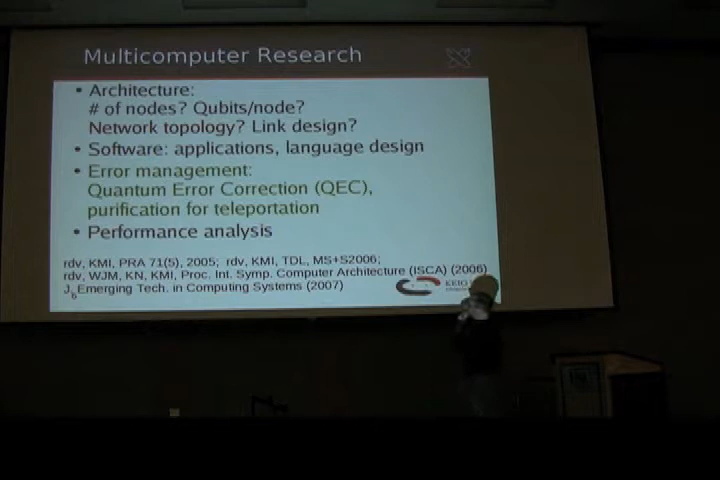 Multicomputer Research
• Architecture:
# of nodes? Qubits/node?
Network topology? Link design?
• Software: applications, language design
• Error management:
Quantum Error Correction (QEC),
purification for teleportation
• Performance analysis
rdv, KMI, PRA 71(5), 2005; rdv, KMI, TDL, MS+S2006;
rdv, WJM, KN, KMI, Proc. Int. Symp. Computer Architecture (ISCA) (2006)
J. Emerging Tech. in Computing Systems (2007)
6
KEIO